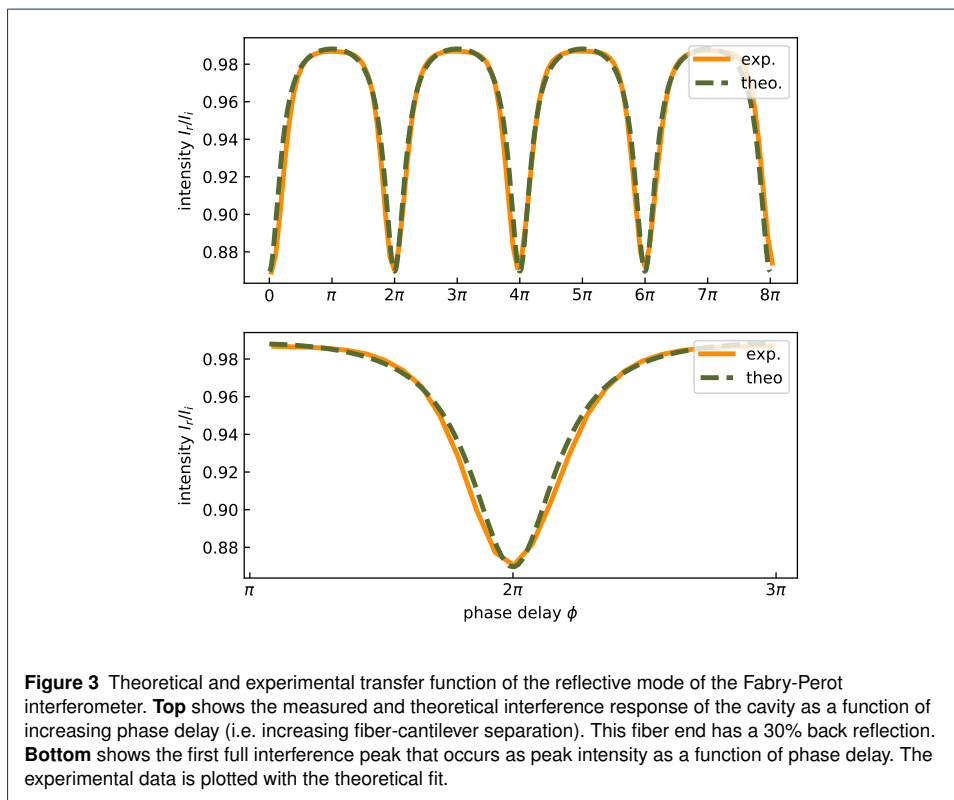 exp.
theo.
0.98
0.96
0.94
0.92
0.90
0.88
intensity Iᵣ/Iᵢ
0 π 2π 3π 4π 5π 6π 7π 8π
exp.
theo
0.98
0.96
0.94
0.92
0.90
0.88
intensity Iᵣ/Iᵢ
π 2π 3π
phase delay ϕ
Figure 3 Theoretical and experimental transfer function of the reflective mode of the Fabry-Perot
interferometer. Top shows the measured and theoretical interference response of the cavity as a function of
increasing phase delay (i.e. increasing fiber-cantilever separation). This fiber end has a 30% back reflection.
Bottom shows the first full interference peak that occurs as peak intensity as a function of phase delay. The
experimental data is plotted with the theoretical fit.